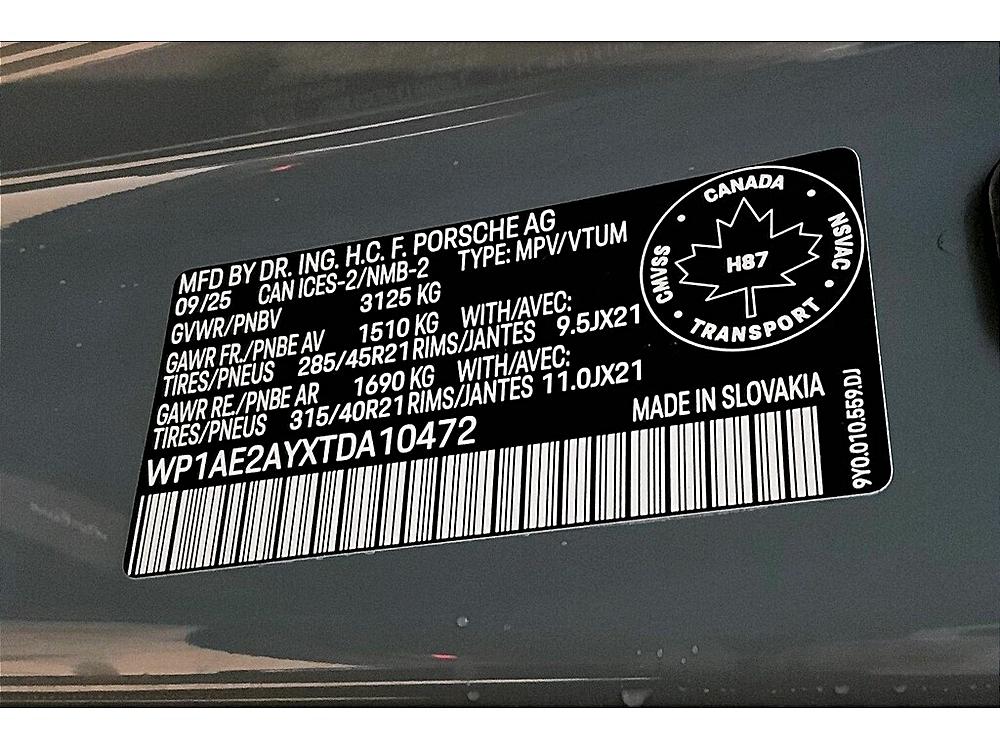 MFD BY DR. ING. H.C. F. PORSCHE AG
09/25 CAN ICES-2/NMB-2 TYPE: MPV/VTUM
GVWR/PNBV 3125 KG
GAWR FR./PNBE AV 1510 KG WITH/AVEC:
TIRES/PNEUS 285/45R21 RIMS/JANTES 9.5JX21
GAWR RE./PNBE AR 1690 KG WITH/AVEC:
TIRES/PNEUS 315/40R21 RIMS/JANTES 11.0JX21
WP1AE2AYXTDA10472
MADE IN SLOVAKIA
CANADA
CMVSS
H87
NSVAC
TRANSPORT
9Y0.010.559.DJ